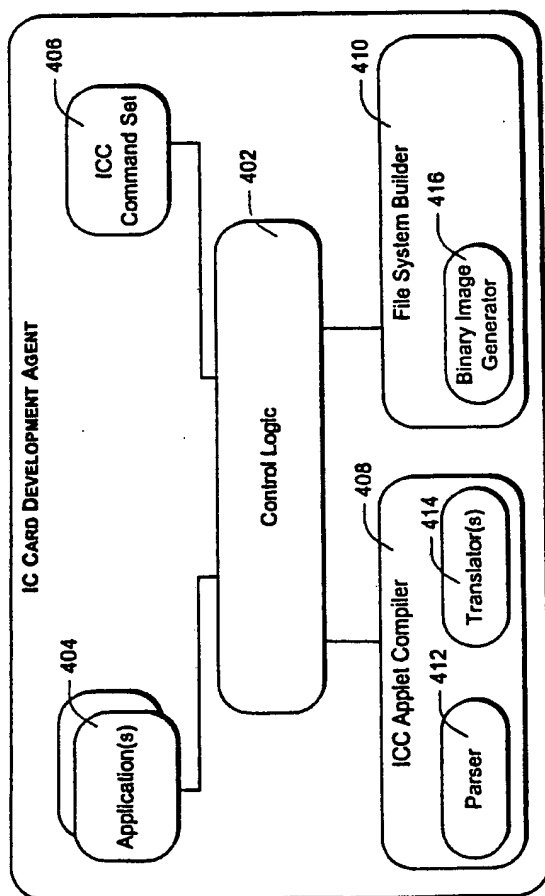 IC CARD DEVELOPMENT AGENT
404
Application(s)
406
ICC
Command Set
402
Control Logic
408
ICC Applet Compiler
412
Parser
414
Translator(s)
410
File System Builder
416
Binary Image
Generator